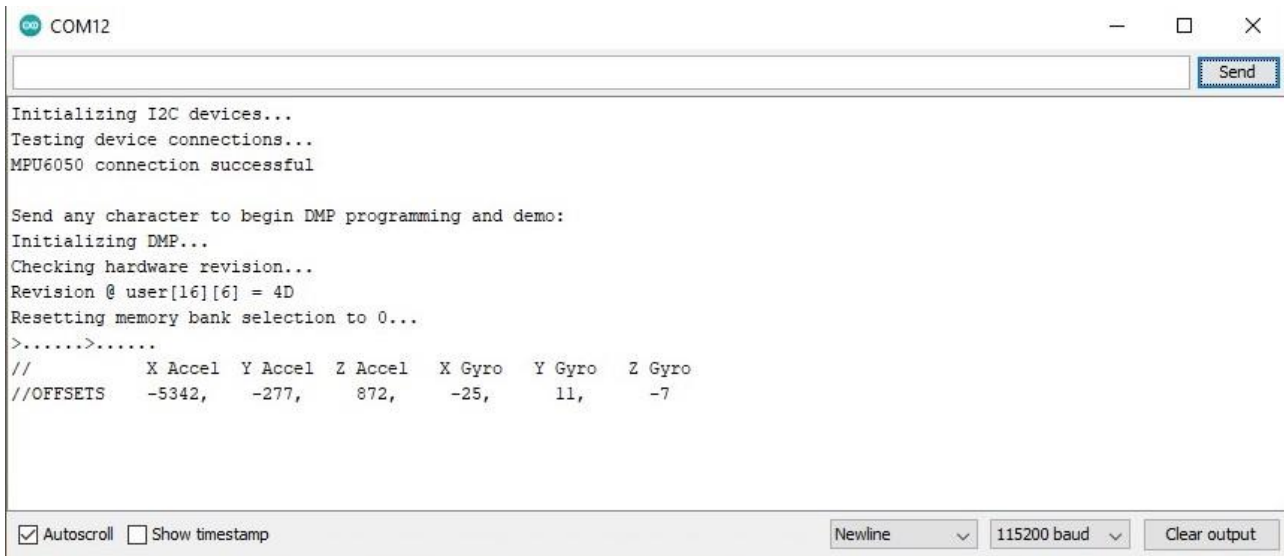 COM12
Send
Initializing I2C devices...
Testing device connections...
MPU6050 connection successful
Send any character to begin DMP programming and demo:
Initializing DMP...
Checking hardware revision...
Revision @ user[16][6] = 4D
Resetting memory bank selection to 0...
>......>......
// X Accel Y Accel Z Accel X Gyro Y Gyro Z Gyro
//OFFSETS -5342, -277, 872, -25, 11, -7
Autoscroll Show timestamp Newline 115200 baud Clear output